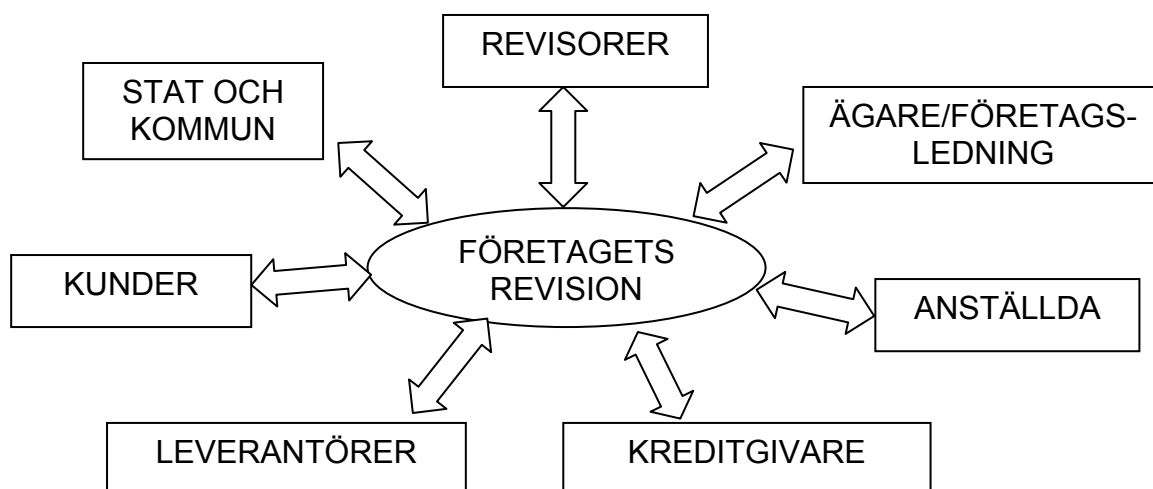 REVISORER
STAT OCH
KOMMUN
ÄGARE/FÖRETAGS-
LEDNING
FÖRETAGETS
REVISION
KUNDER
ANSTÄLLDA
LEVERANTÖRER
KREDITGIVARE